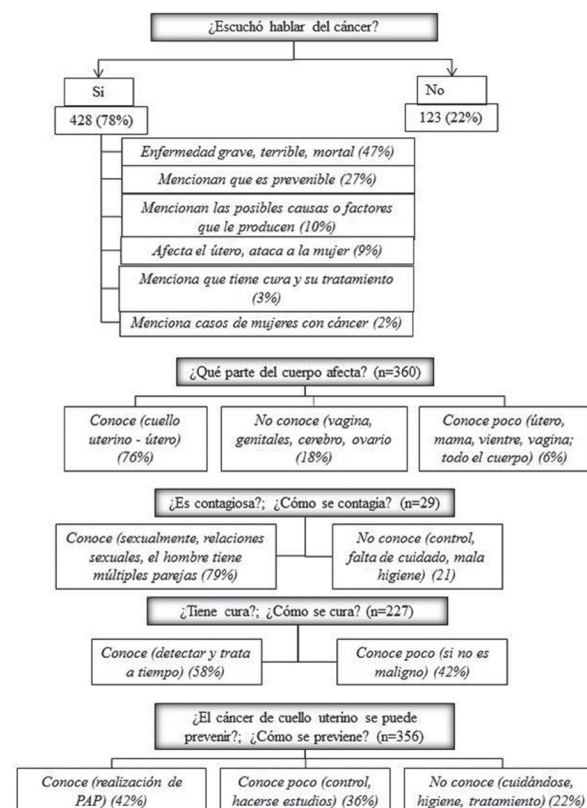 ¿Escuchó hablar del cáncer?
Si
No
428 (78%)
123 (22%)
Enfermedad grave, terrible, mortal (47%)
Mencionan que es prevenible (27%)
Mencionan las posibles causas o factores
que le producen (10%)
Afecta el útero, ataca a la mujer (9%)
Menciona que tiene cura y su tratamiento
(3%)
Menciona casos de mujeres con cáncer (2%)
¿Qué parte del cuerpo afecta? (n=360)
Conoce (cuello
uterino - útero)
(76%)
No conoce (vagina,
genitales, cerebro, ovario
(18%)
Conoce poco (útero,
mama, vientre, vagina;
todo el cuerpo) (6%)
¿Es contagiosa?; ¿Cómo se contagia? (n=29)
Conoce (sexualmente, relaciones
sexuales, el hombre tiene
múltiples parejas (79%)
No conoce (control,
falta de cuidado, mala
higiene) (21)
¿Tiene cura?; ¿Cómo se cura? (n=227)
Conoce (detectar y trata
a tiempo) (58%)
Conoce poco (si no es
maligno) (42%)
¿El cáncer de cuello uterino se puede
prevenir?; ¿Cómo se previene? (n=356)
Conoce (realización de
PAP) (42%)
Conoce poco (control,
hacerse estudios) (36%)
No conoce (cuidándose,
higiene, tratamiento) (22%)